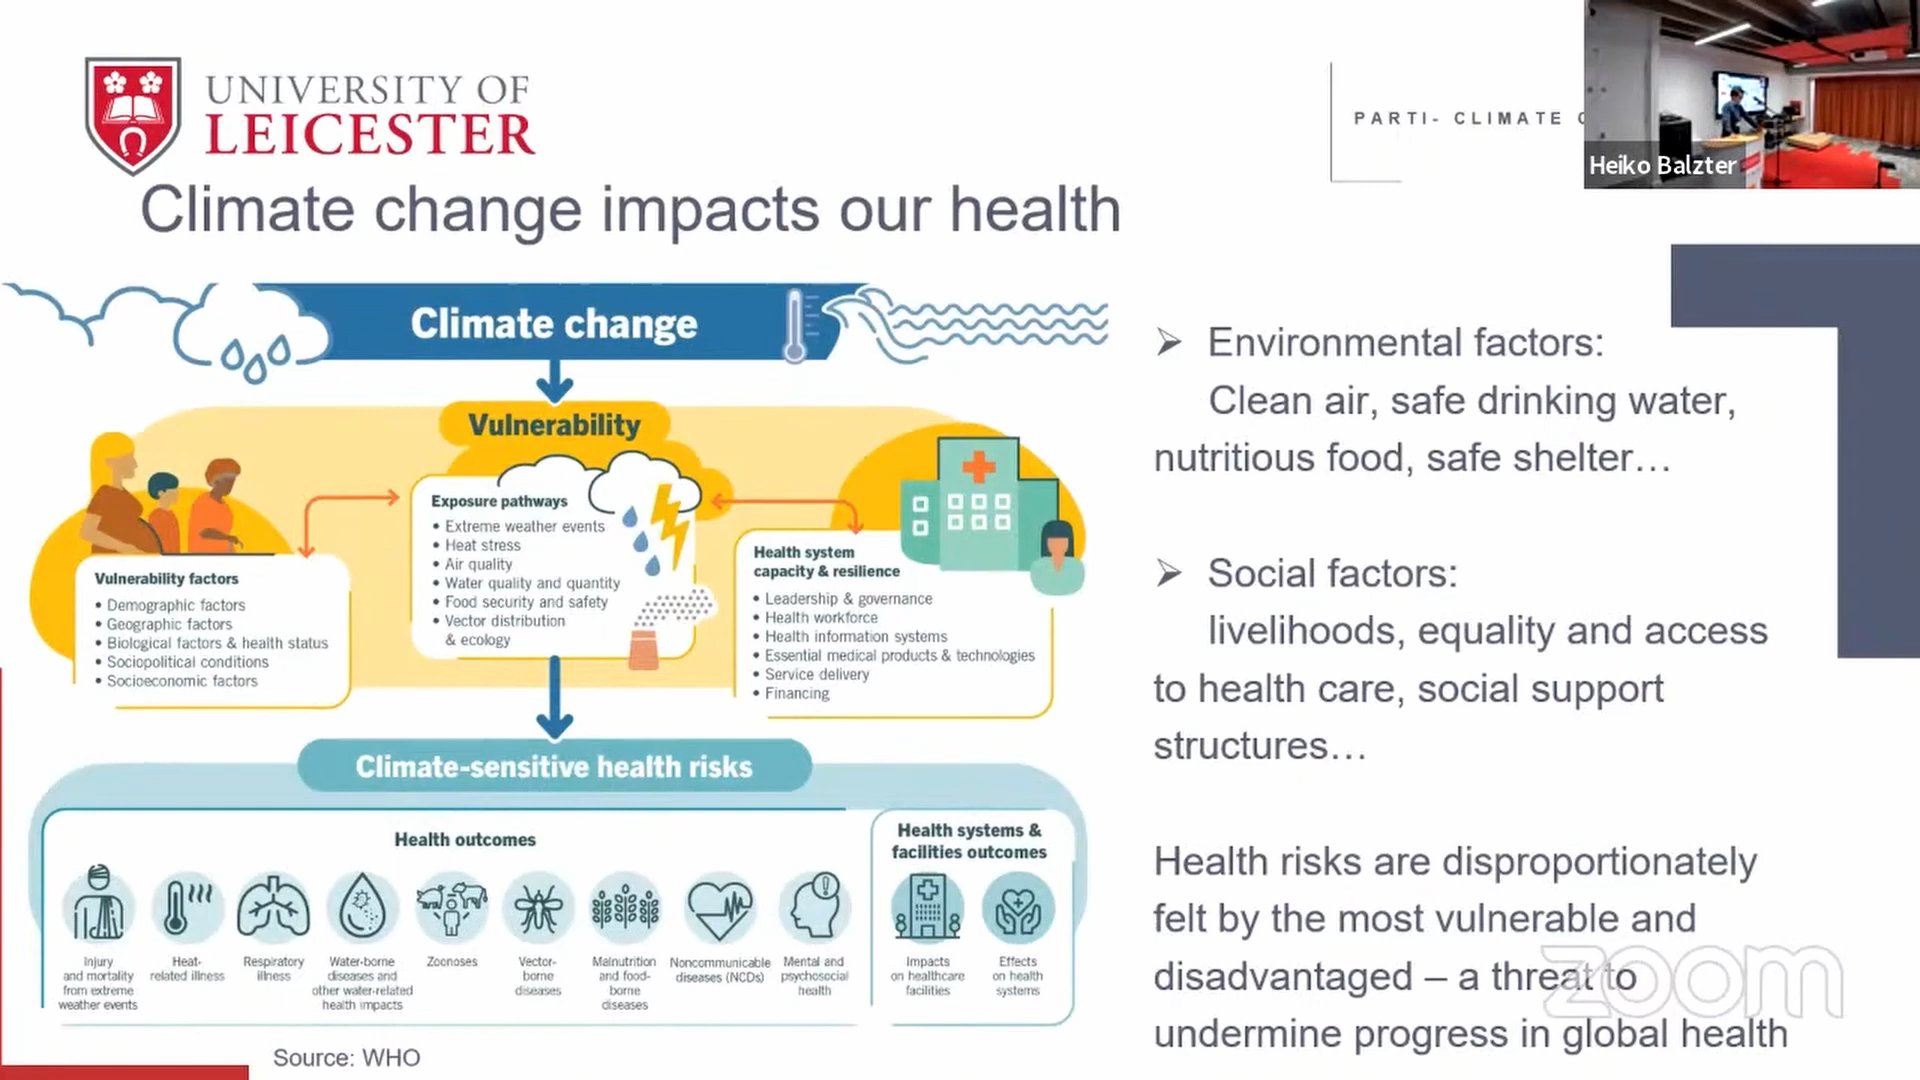 UNIVERSITY OF
LEICESTER
PARTI- CLIMATE
Heiko Balzter
Climate change impacts our health
Climate change
Vulnerability
Vulnerability factors
• Demographic factors
• Geographic factors
• Biological factors & health status
• Sociopolitical conditions
• Socioeconomic factors
Exposure pathways
• Extreme weather events
• Heat stress
• Air quality
• Water quality and quantity
• Food security and safety
• Vector distribution
& ecology
Health system
capacity & resilience
• Leadership & governance
• Health workforce
• Health information systems
• Essential medical products & technologies
• Service delivery
• Financing
Climate-sensitive health risks
Health outcomes
Injury
and mortality
from extreme
weather events
Heat-
related illness
Respiratory
illness
Water-borne
diseases and
other water-related
health impacts
Zoonoses
Vector-
borne
diseases
Malnutrition
and food-
borne
diseases
Noncommunicable
diseases (NCDs)
Mental and
psychosocial
health
Health systems &
facilities outcomes
Impacts
on healthcare
facilities
Effects
on health
systems
Source: WHO
➢ Environmental factors:
Clean air, safe drinking water,
nutritious food, safe shelter…
➢ Social factors:
livelihoods, equality and access
to health care, social support
structures…
Health risks are disproportionately
felt by the most vulnerable and
disadvantaged – a threat to
undermine progress in global health
zoom